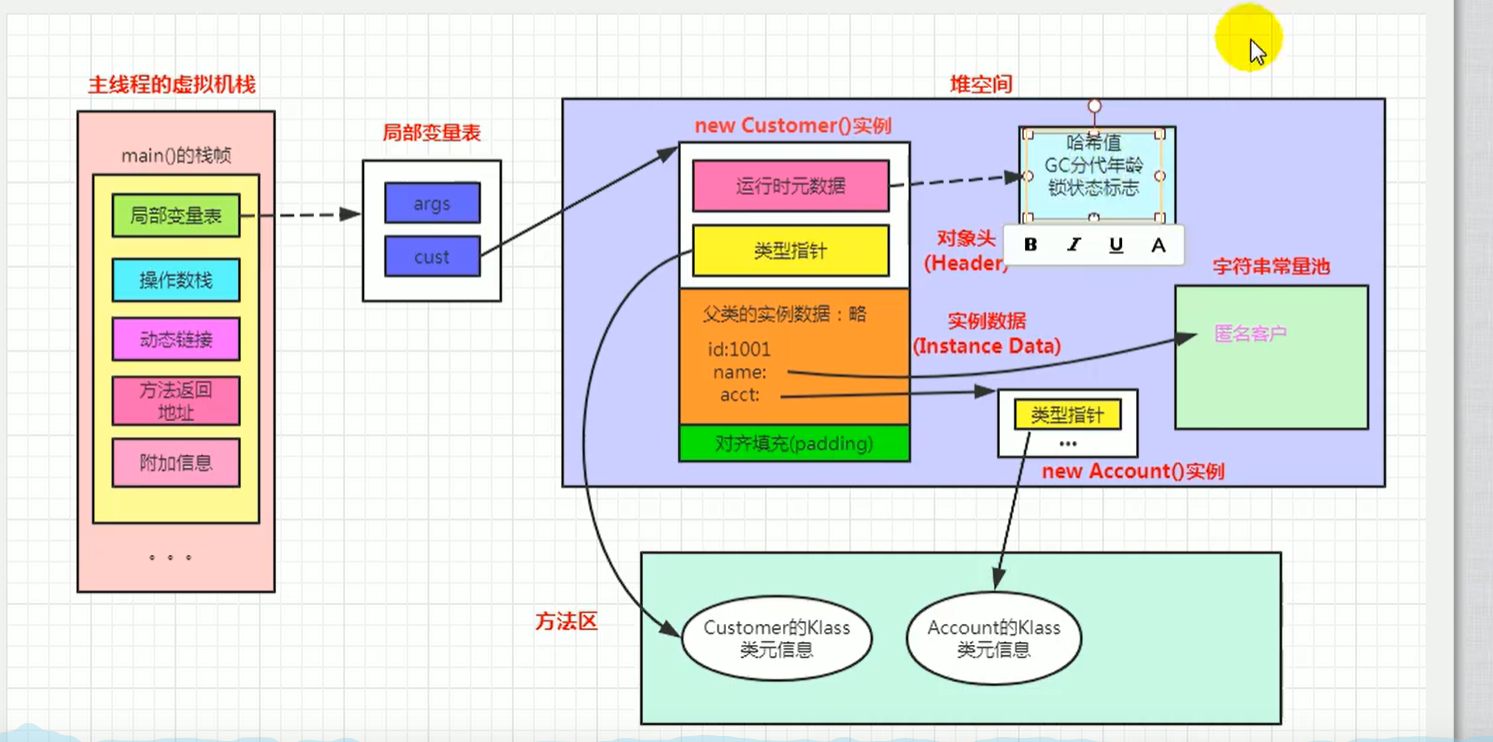 主线程的虚拟机栈
main()的栈帧
局部变量表
操作数栈
动态链接
方法返回
地址
附加信息
。。。
局部变量表
args
cust
堆空间
new Customer()实例
运行时元数据
类型指针
父类的实例数据：略
id:1001
name:
acct:
对齐填充(padding)
哈希值
GC分代年龄
锁状态标志
B I U A
对象头
(Header)
实例数据
(Instance Data)
字符串常量池
匿名客户
类型指针
...
new Account()实例
方法区
Customer的Klass
类元信息
Account的Klass
类元信息